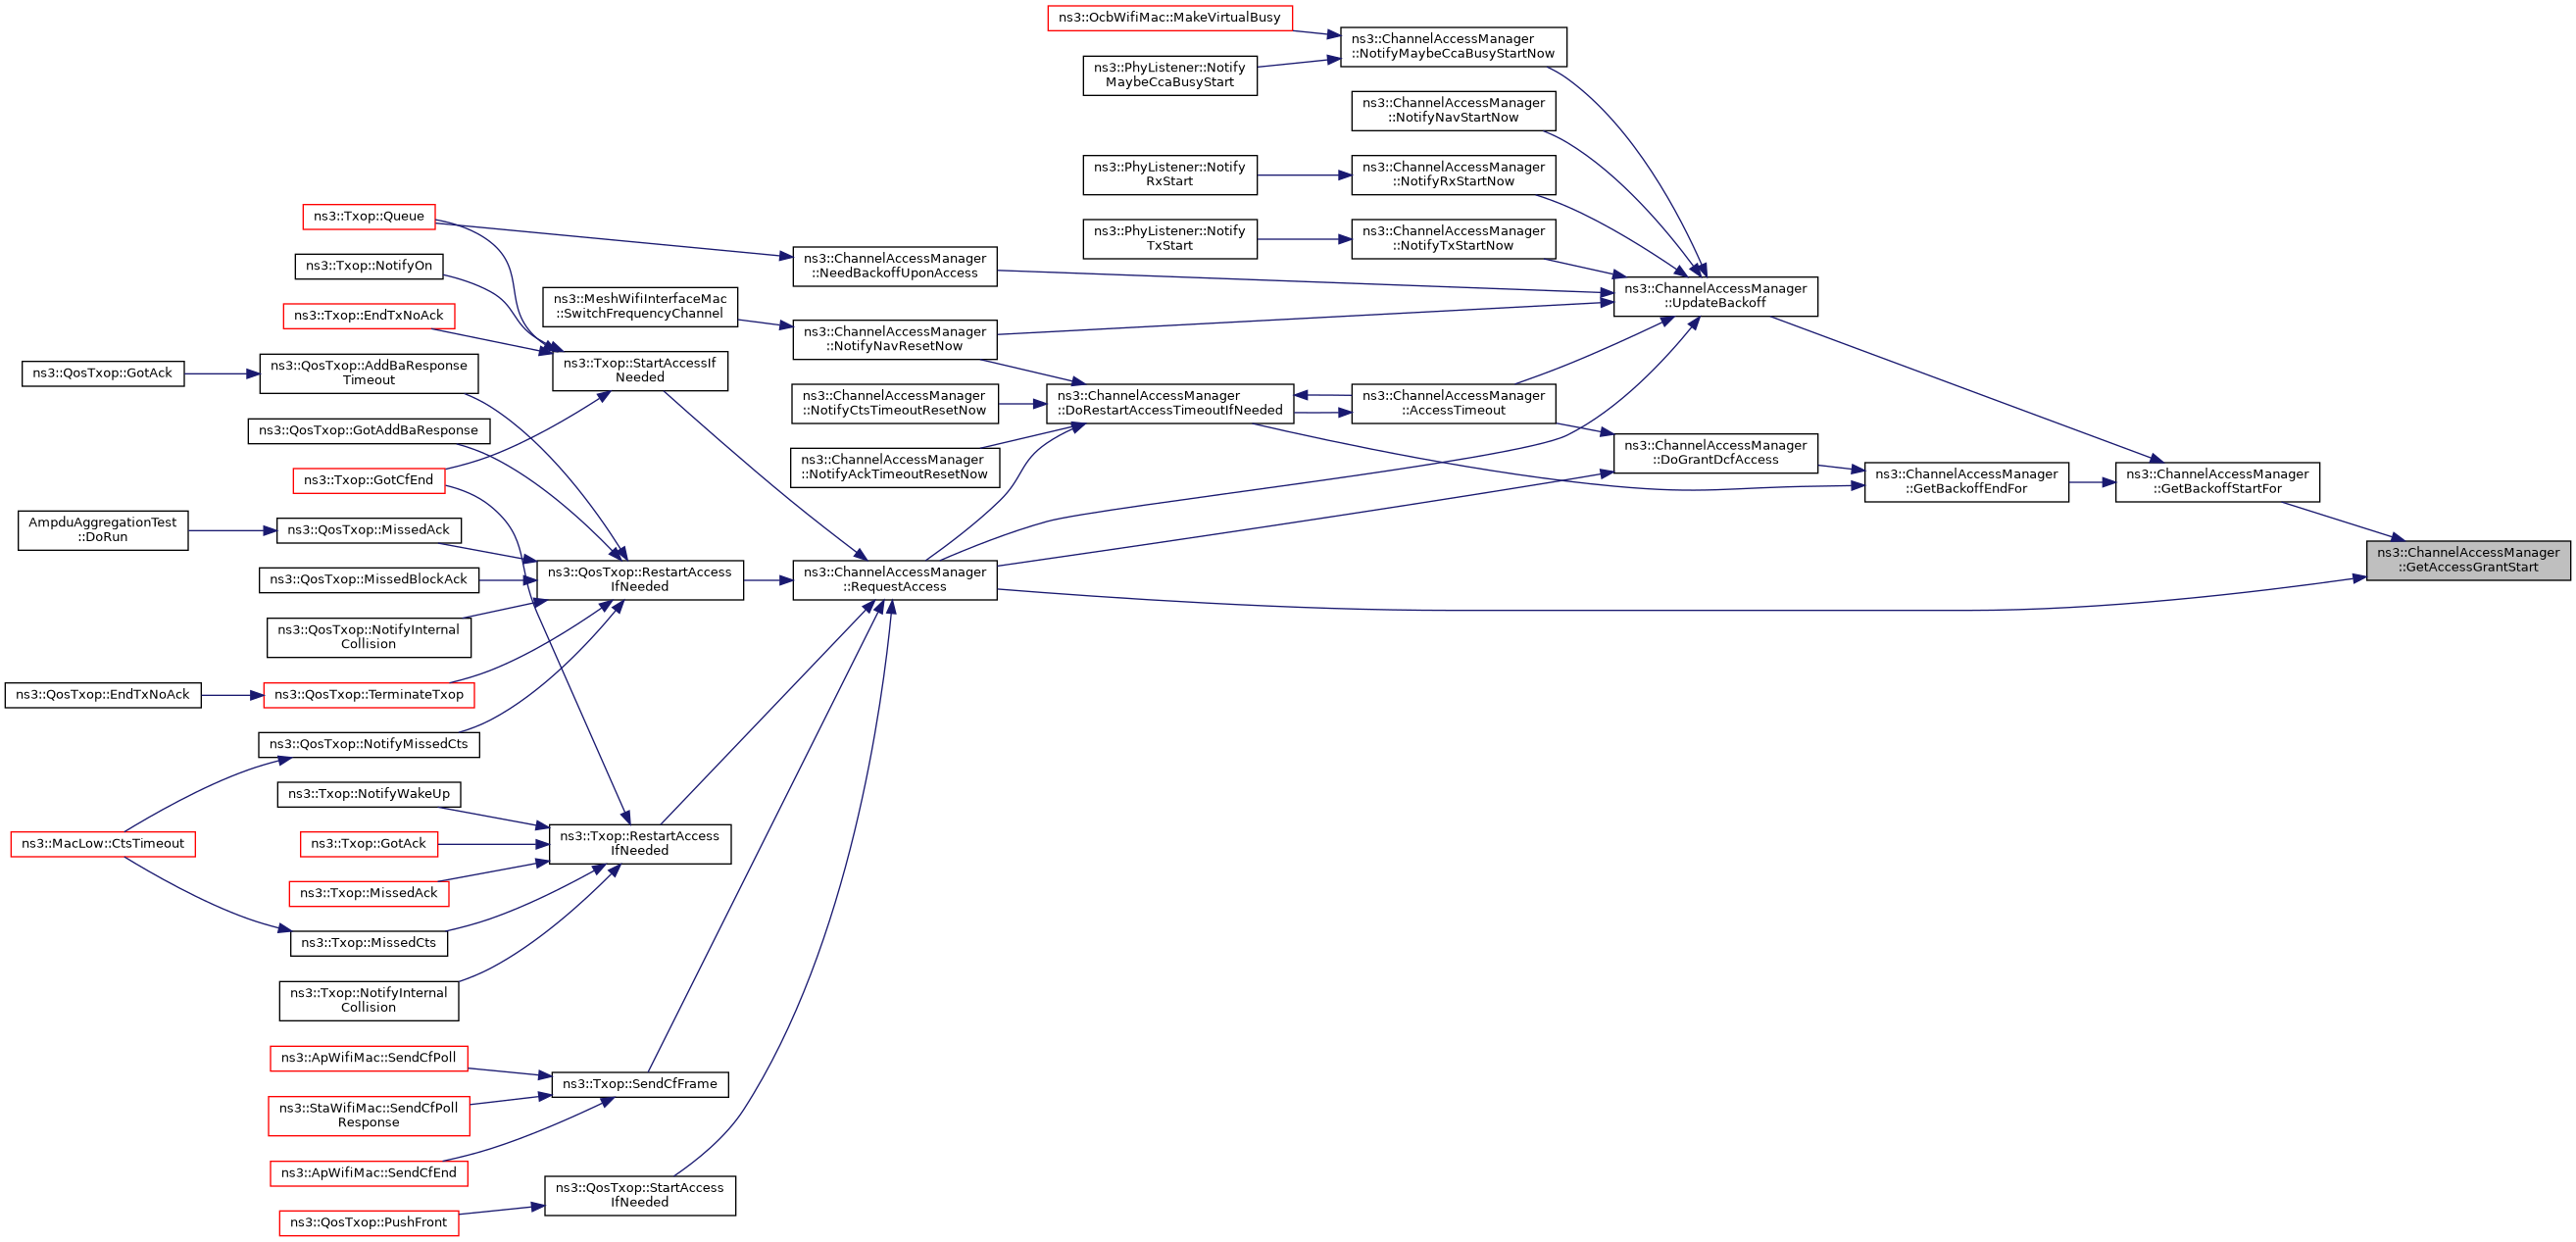 ns3::OcbWifiMac::MakeVirtualBusy
ns3::ChannelAccessManager
::NotifyMaybeCcaBusyStartNow
ns3::PhyListener::Notify
MaybeCcaBusyStart
ns3::ChannelAccessManager
::NotifyNavStartNow
ns3::PhyListener::Notify
RxStart
ns3::ChannelAccessManager
::NotifyRxStartNow
ns3::Txop::Queue
ns3::PhyListener::Notify
TxStart
ns3::ChannelAccessManager
::NotifyTxStartNow
ns3::Txop::NotifyOn
ns3::ChannelAccessManager
::NeedBackoffUponAccess
ns3::ChannelAccessManager
::UpdateBackoff
ns3::MeshWifiInterfaceMac
::SwitchFrequencyChannel
ns3::Txop::EndTxNoAck
ns3::ChannelAccessManager
::NotifyNavResetNow
ns3::QosTxop::GotAck
ns3::QosTxop::AddBaResponse
Timeout
ns3::Txop::StartAccessIf
Needed
ns3::ChannelAccessManager
::NotifyCtsTimeoutResetNow
ns3::ChannelAccessManager
::DoRestartAccessTimeoutIfNeeded
ns3::ChannelAccessManager
::AccessTimeout
ns3::QosTxop::GotAddBaResponse
ns3::ChannelAccessManager
::NotifyAckTimeoutResetNow
ns3::ChannelAccessManager
::DoGrantDcfAccess
ns3::Txop::GotCfEnd
ns3::ChannelAccessManager
::GetBackoffEndFor
ns3::ChannelAccessManager
::GetBackoffStartFor
AmpduAggregationTest
::DoRun
ns3::QosTxop::MissedAck
ns3::ChannelAccessManager
::GetAccessGrantStart
ns3::QosTxop::MissedBlockAck
ns3::QosTxop::RestartAccess
IfNeeded
ns3::ChannelAccessManager
::RequestAccess
ns3::QosTxop::NotifyInternal
Collision
ns3::QosTxop::EndTxNoAck
ns3::QosTxop::TerminateTxop
ns3::QosTxop::NotifyMissedCts
ns3::Txop::NotifyWakeUp
ns3::MacLow::CtsTimeout
ns3::Txop::GotAck
ns3::Txop::RestartAccess
IfNeeded
ns3::Txop::MissedAck
ns3::Txop::MissedCts
ns3::Txop::NotifyInternal
Collision
ns3::ApWifiMac::SendCfPoll
ns3::Txop::SendCfFrame
ns3::StaWifiMac::SendCfPoll
Response
ns3::ApWifiMac::SendCfEnd
ns3::QosTxop::StartAccess
IfNeeded
ns3::QosTxop::PushFront